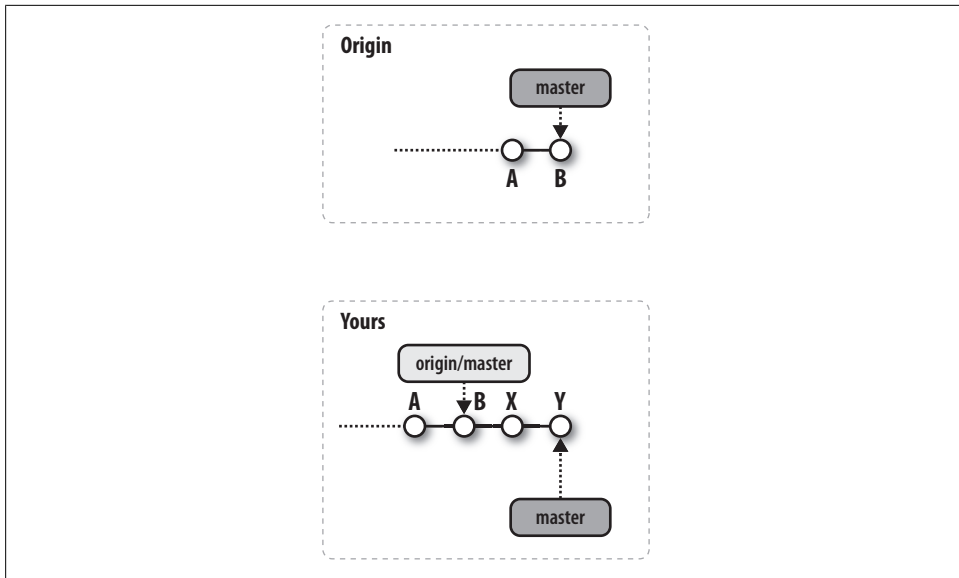 Origin
master
A B
Yours
origin/master
A B X Y
master